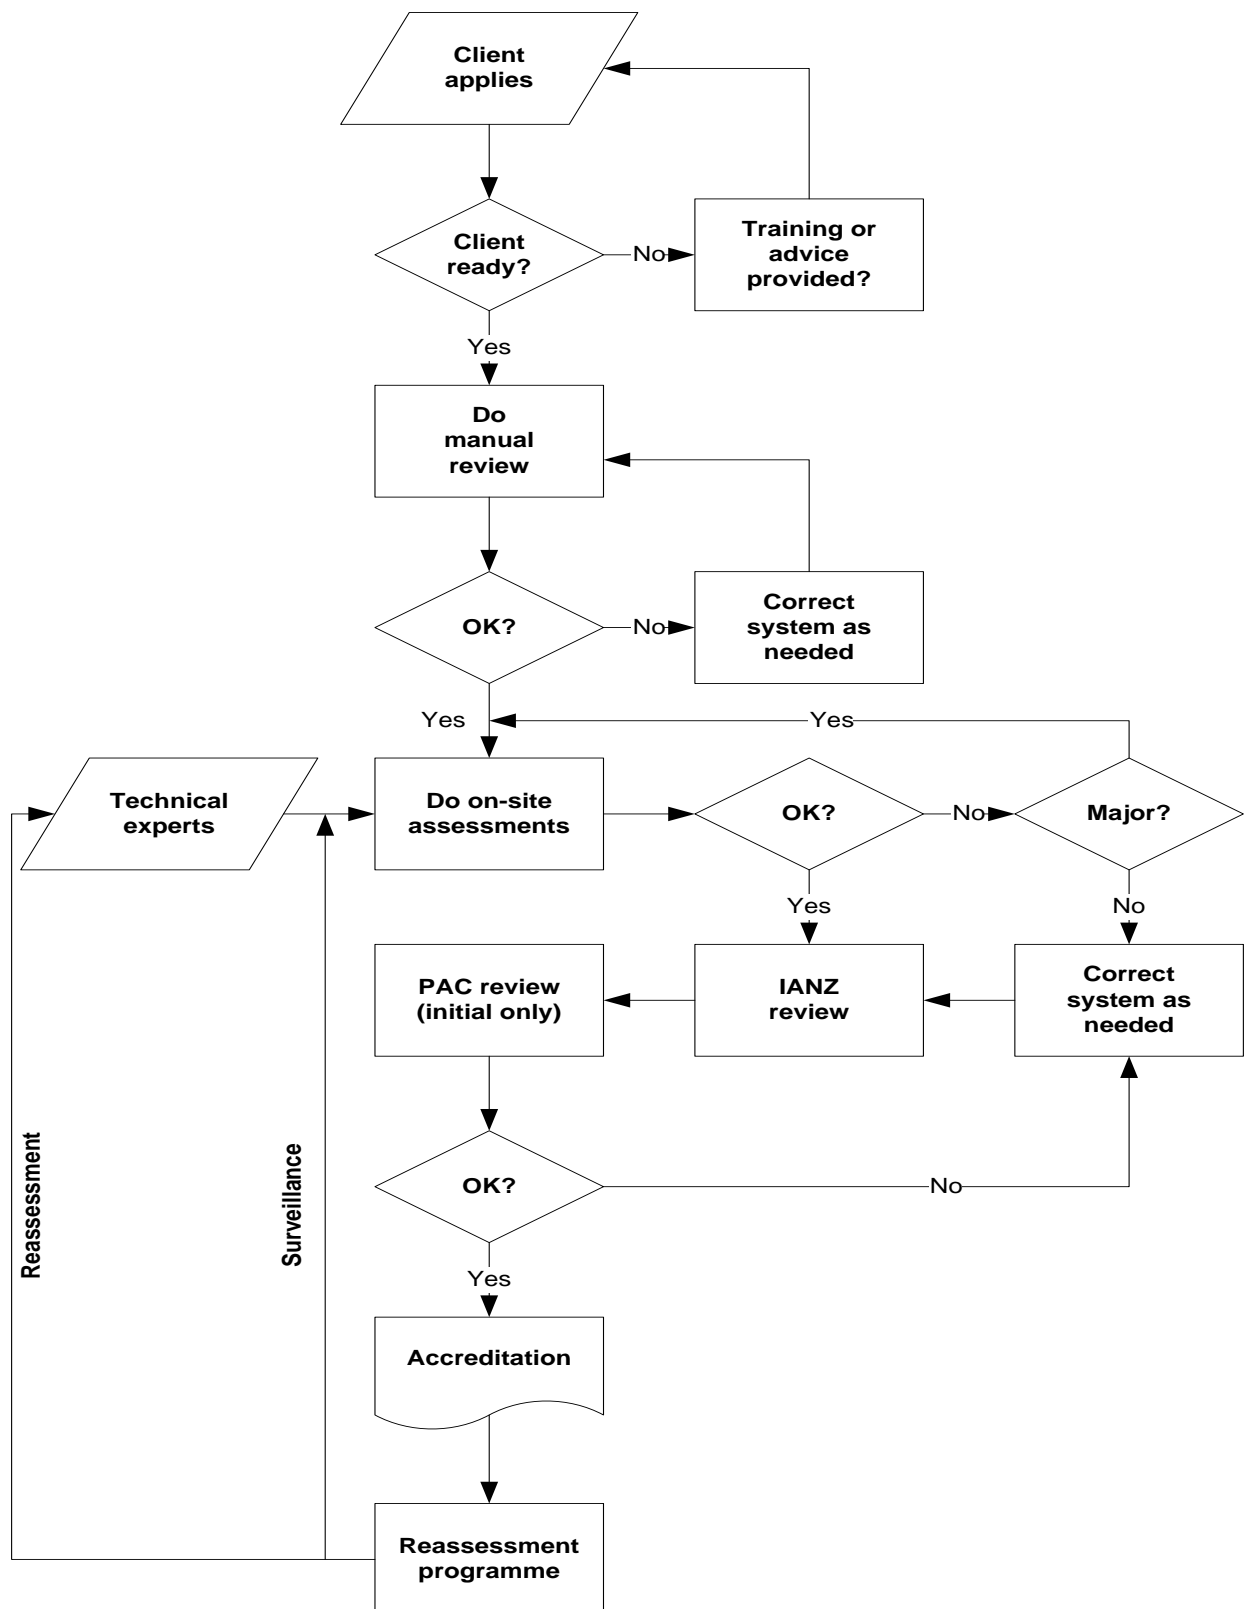 Client
applies
Client
ready?
No
Training or
advice
provided?
Yes
Do
manual
review
OK?
No
Correct
system as
needed
Yes
Yes
Technical
experts
Do on-site
assessments
OK?
No
Major?
Yes
No
PAC review
(initial only)
IANZ
review
Correct
system as
needed
Reassessment
Surveillance
OK?
No
Yes
Accreditation
Reassessment
programme